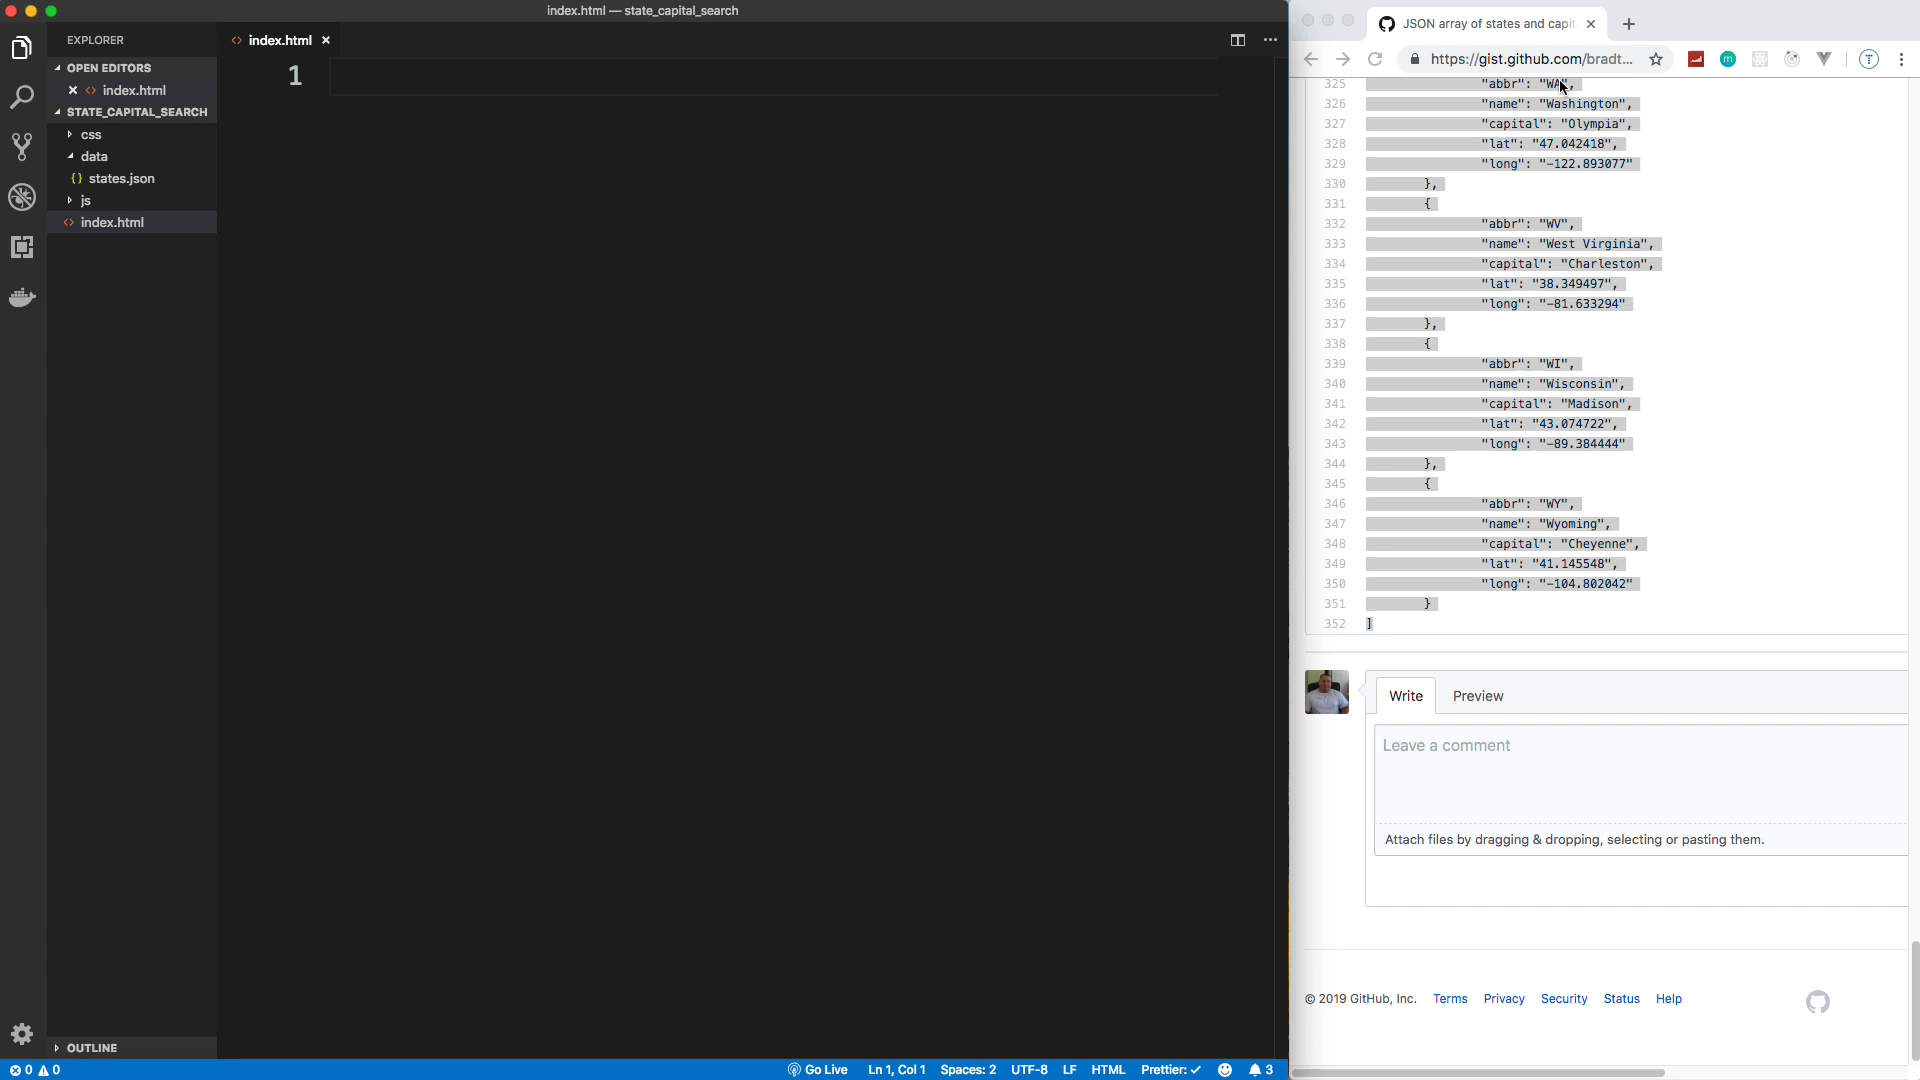 index.html — state_capital_search
EXPLORER
OPEN EDITORS
index.html
STATE_CAPITAL_SEARCH
css
data
{} states.json
js
index.html
OUTLINE
index.html
1
0 0
Go Live
Ln 1, Col 1
Spaces: 2
UTF-8
LF
HTML
Prettier: ✓
3
JSON array of states and capit
https://gist.github.com/bradt...
m
T
325 "abbr": "WA",
326 "name": "Washington",
327 "capital": "Olympia",
328 "lat": "47.042418",
329 "long": "-122.893077"
330 },
331 {
332 "abbr": "WV",
333 "name": "West Virginia",
334 "capital": "Charleston",
335 "lat": "38.349497",
336 "long": "-81.633294"
337 },
338 {
339 "abbr": "WI",
340 "name": "Wisconsin",
341 "capital": "Madison",
342 "lat": "43.074722",
343 "long": "-89.384444"
344 },
345 {
346 "abbr": "WY",
347 "name": "Wyoming",
348 "capital": "Cheyenne",
349 "lat": "41.145548",
350 "long": "-104.802042"
351 }
352 ]
Write
Preview
Leave a comment
Attach files by dragging & dropping, selecting or pasting them.
© 2019 GitHub, Inc.
Terms
Privacy
Security
Status
Help